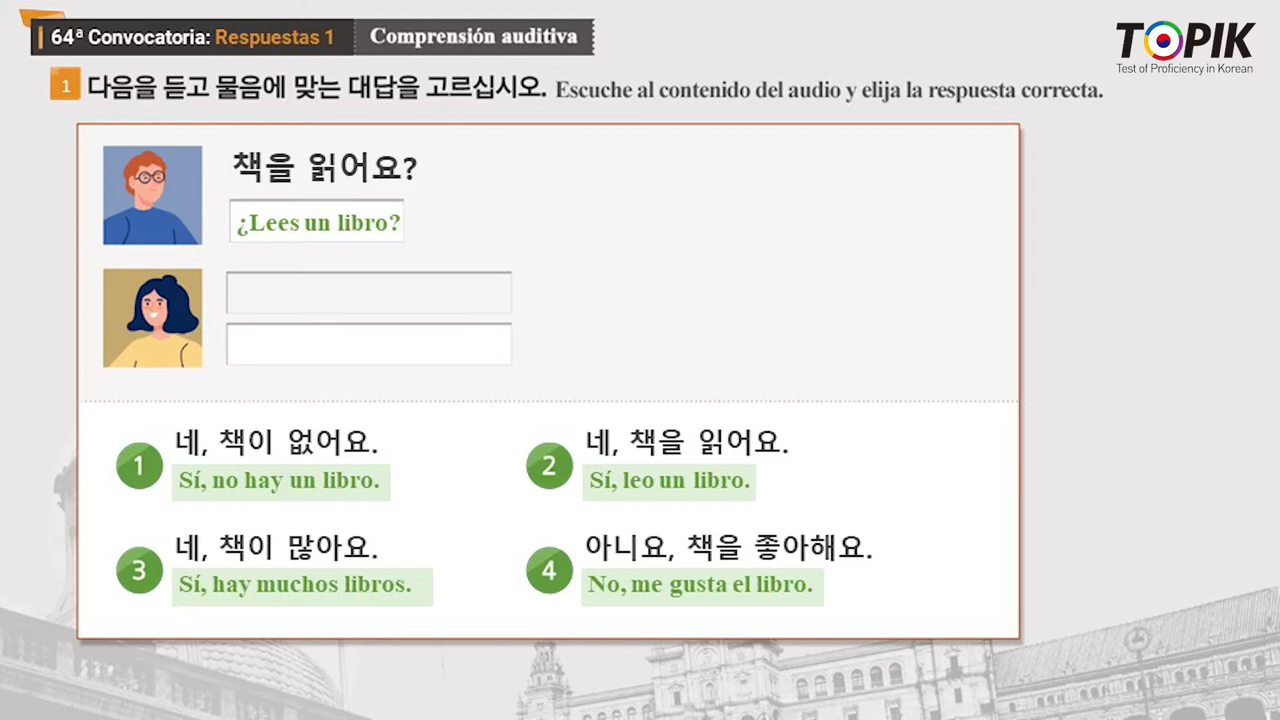 64ª Convocatoria: Respuestas 1 Comprensión auditiva
TOPIK
Test of Proficiency in Korean
1 다음을 듣고 물음에 맞는 대답을 고르십시오. Escuche al contenido del audio y elija la respuesta correcta.
책을 읽어요?
¿Lees un libro?
1 네, 책이 없어요.
Sí, no hay un libro.
2 네, 책을 읽어요.
Sí, leo un libro.
3 네, 책이 많아요.
Sí, hay muchos libros.
4 아니요, 책을 좋아해요.
No, me gusta el libro.